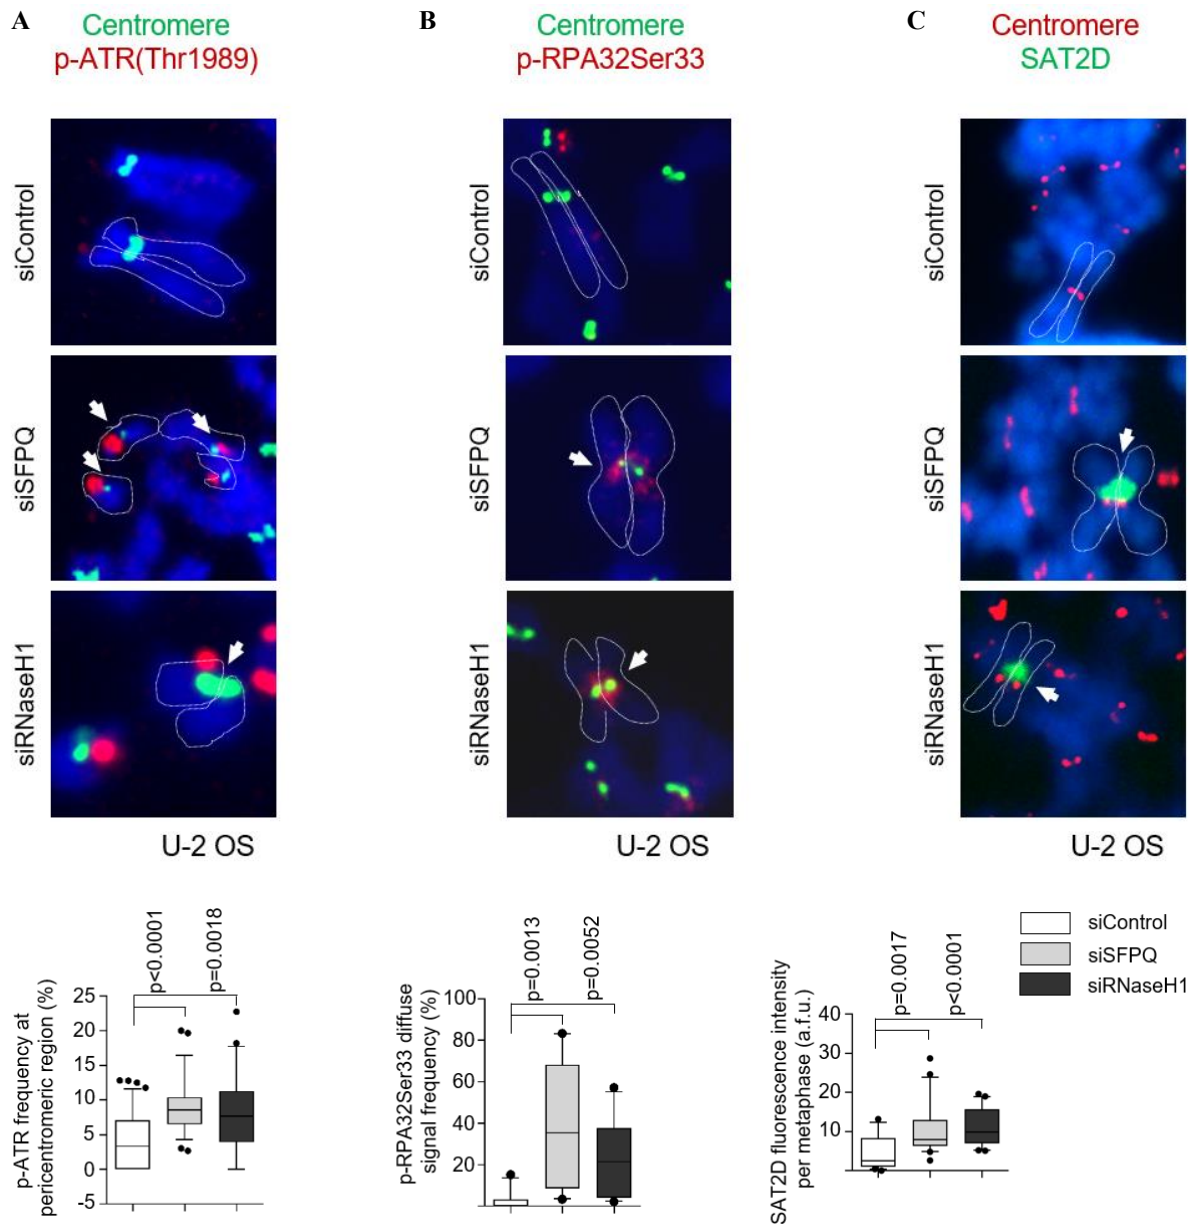 A
Centromere
p-ATR(Thr1989)
B
Centromere
p-RPA32Ser33
C
Centromere
SAT2D
siControl
siSFPQ
siRNaseH1
siControl
siSFPQ
siRNaseH1
siControl
siSFPQ
siRNaseH1
U-2 OS
U-2 OS
U-2 OS
p-ATR frequency at
pericentromeric region (%)
25
20
15
10
5
0
-5
p<0.0001
p=0.0018
p-RPA32Ser33 diffuse
signal frequency (%)
100
80
60
40
20
p=0.0013
p=0.0052
SAT2D fluorescence intensity
per metaphase (a.f.u.)
40
30
20
10
p=0.0017
p<0.0001
siControl
siSFPQ
siRNaseH1